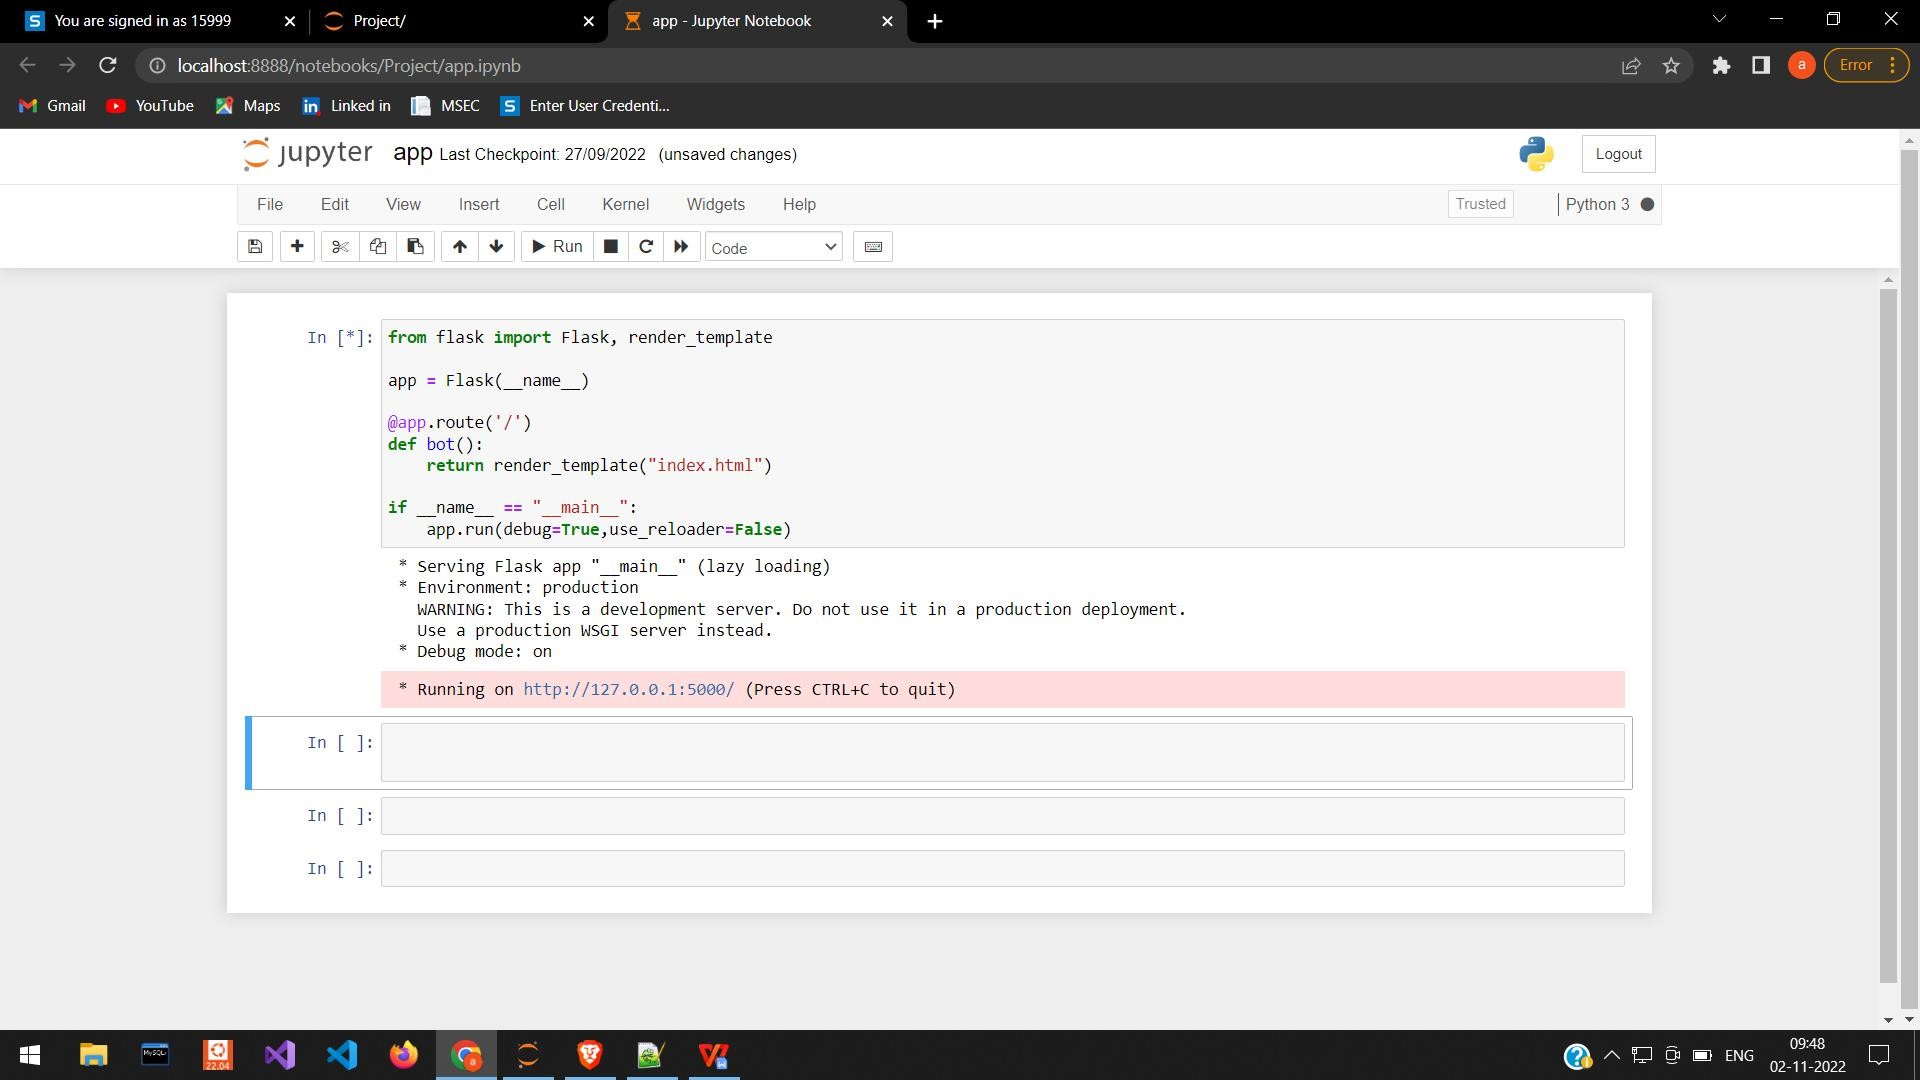 You are signed in as 15999
Project/
app - Jupyter Notebook
localhost:8888/notebooks/Project/app.ipynb
a
Error
Gmail
YouTube
Maps
Linked in
MSEC
Enter User Credenti...
jupyter app Last Checkpoint: 27/09/2022 (unsaved changes)
Logout
File Edit View Insert Cell Kernel Widgets Help
Trusted
Python 3
Run
Code
In [*]:
from flask import Flask, render_template
app = Flask(__name__)
@app.route('/')
def bot():
    return render_template("index.html")
if __name__ == "__main__":
    app.run(debug=True,use_reloader=False)
* Serving Flask app "__main__" (lazy loading)
* Environment: production
WARNING: This is a development server. Do not use it in a production deployment.
Use a production WSGI server instead.
* Debug mode: on
* Running on http://127.0.0.1:5000/ (Press CTRL+C to quit)
In [ ]:
In [ ]:
In [ ]:
MySQL
22.04
ENG
09:48
02-11-2022